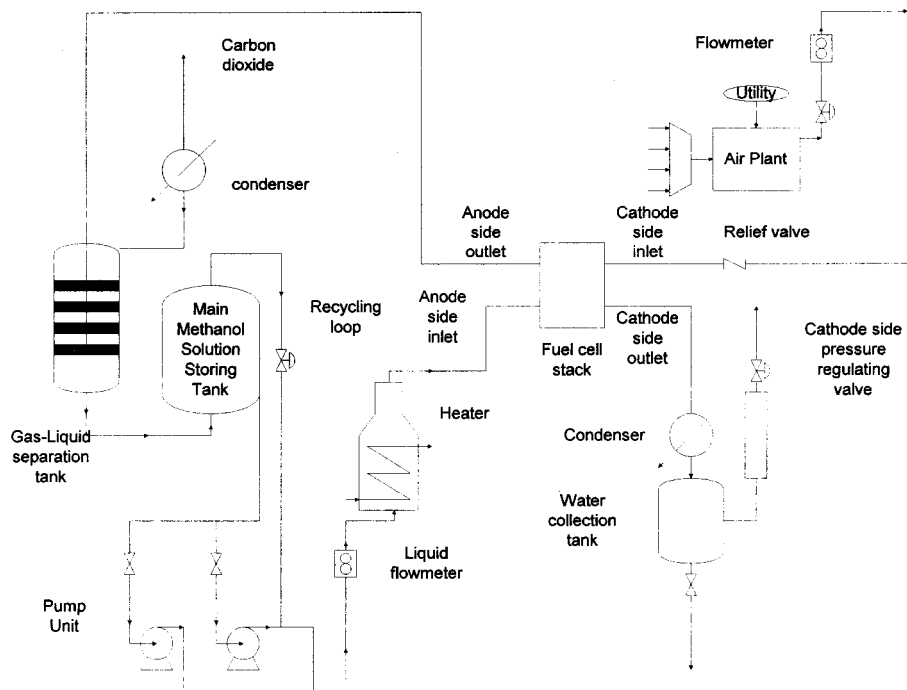 Carbon
dioxide
Flowmeter
Utility
Air Plant
condenser
Anode
side
outlet
Cathode
side
inlet
Relief valve
Main
Methanol
Solution
Storing
Tank
Recycling
loop
Anode
side
inlet
Fuel cell
stack
Cathode
side
outlet
Cathode side
pressure
regulating
valve
Heater
Condenser
Gas-Liquid
separation
tank
Water
collection
tank
Liquid
flowmeter
Pump
Unit